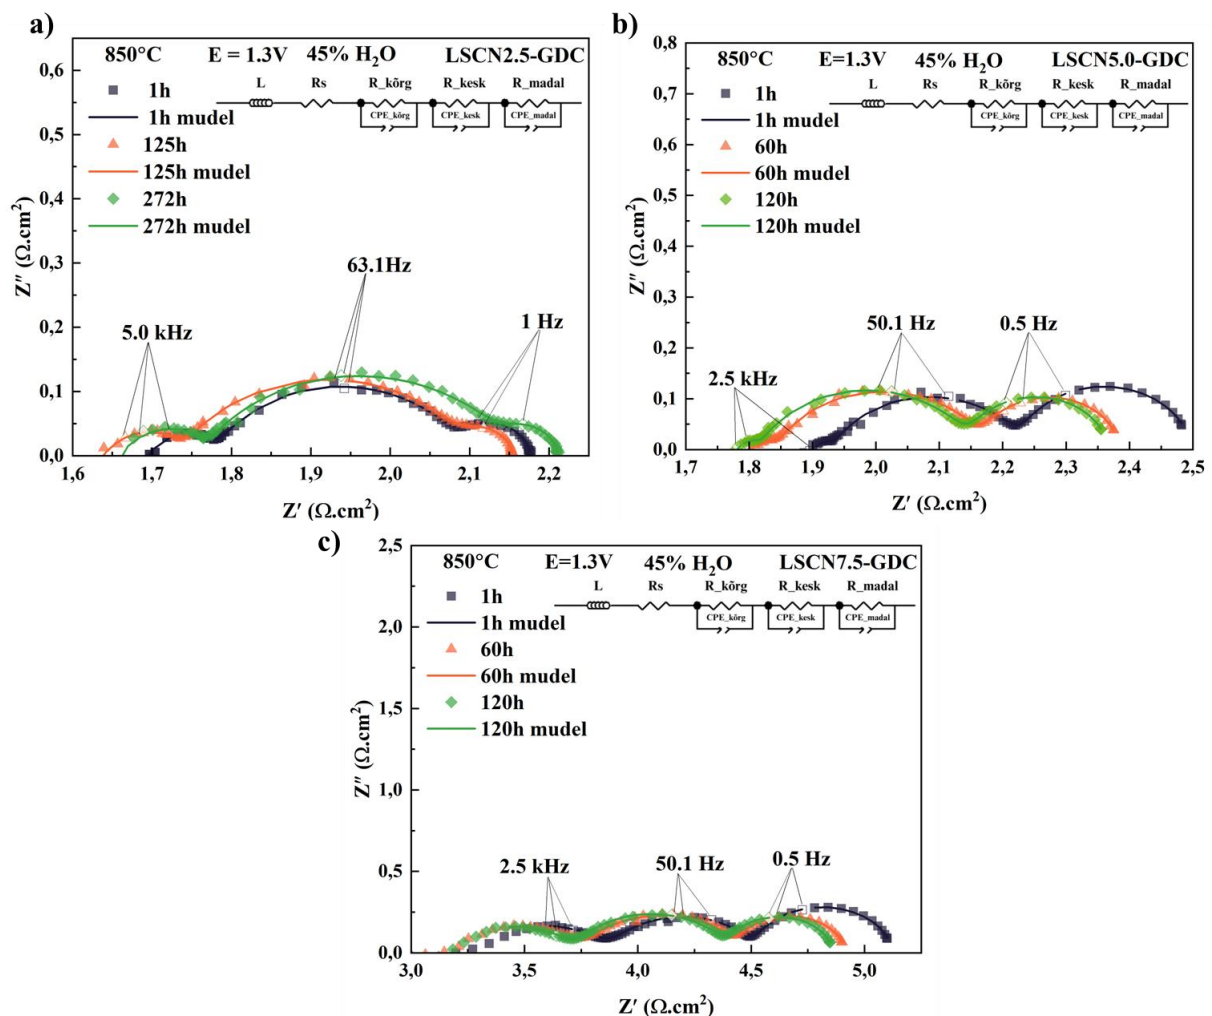 a)
850°C E = 1.3V 45% H₂O LSCN2.5-GDC
L Rs R_kõrg R_kesk R_madal
CPE_kõrg CPE_kesk CPE_madal
1h
1h mudel
125h
125h mudel
272h
272h mudel
5.0 kHz
63.1Hz
1 Hz
0,6
0,5
0,4
0,3
0,2
0,1
0,0
Z″ (Ω.cm²)
1,6 1,7 1,8 1,9 2,0 2,1 2,2
Z′ (Ω.cm²)
b)
850°C E=1.3V 45% H₂O LSCN5.0-GDC
L Rs R_kõrg R_kesk R_madal
CPE_kõrg CPE_kesk CPE_madal
1h
1h mudel
60h
60h mudel
120h
120h mudel
2.5 kHz
50.1 Hz
0.5 Hz
0,8
0,7
0,6
0,5
0,4
0,3
0,2
0,1
0,0
Z″ (Ω.cm²)
1,7 1,8 1,9 2,0 2,1 2,2 2,3 2,4 2,5
Z′ (Ω.cm²)
c)
850°C E=1.3V 45% H₂O LSCN7.5-GDC
L Rs R_kõrg R_kesk R_madal
CPE_kõrg CPE_kesk CPE_madal
1h
1h mudel
60h
60h mudel
120h
120h mudel
2.5 kHz
50.1 Hz
0.5 Hz
2,5
2,0
1,5
1,0
0,5
0,0
Z″ (Ω.cm²)
3,0 3,5 4,0 4,5 5,0
Z′ (Ω.cm²)